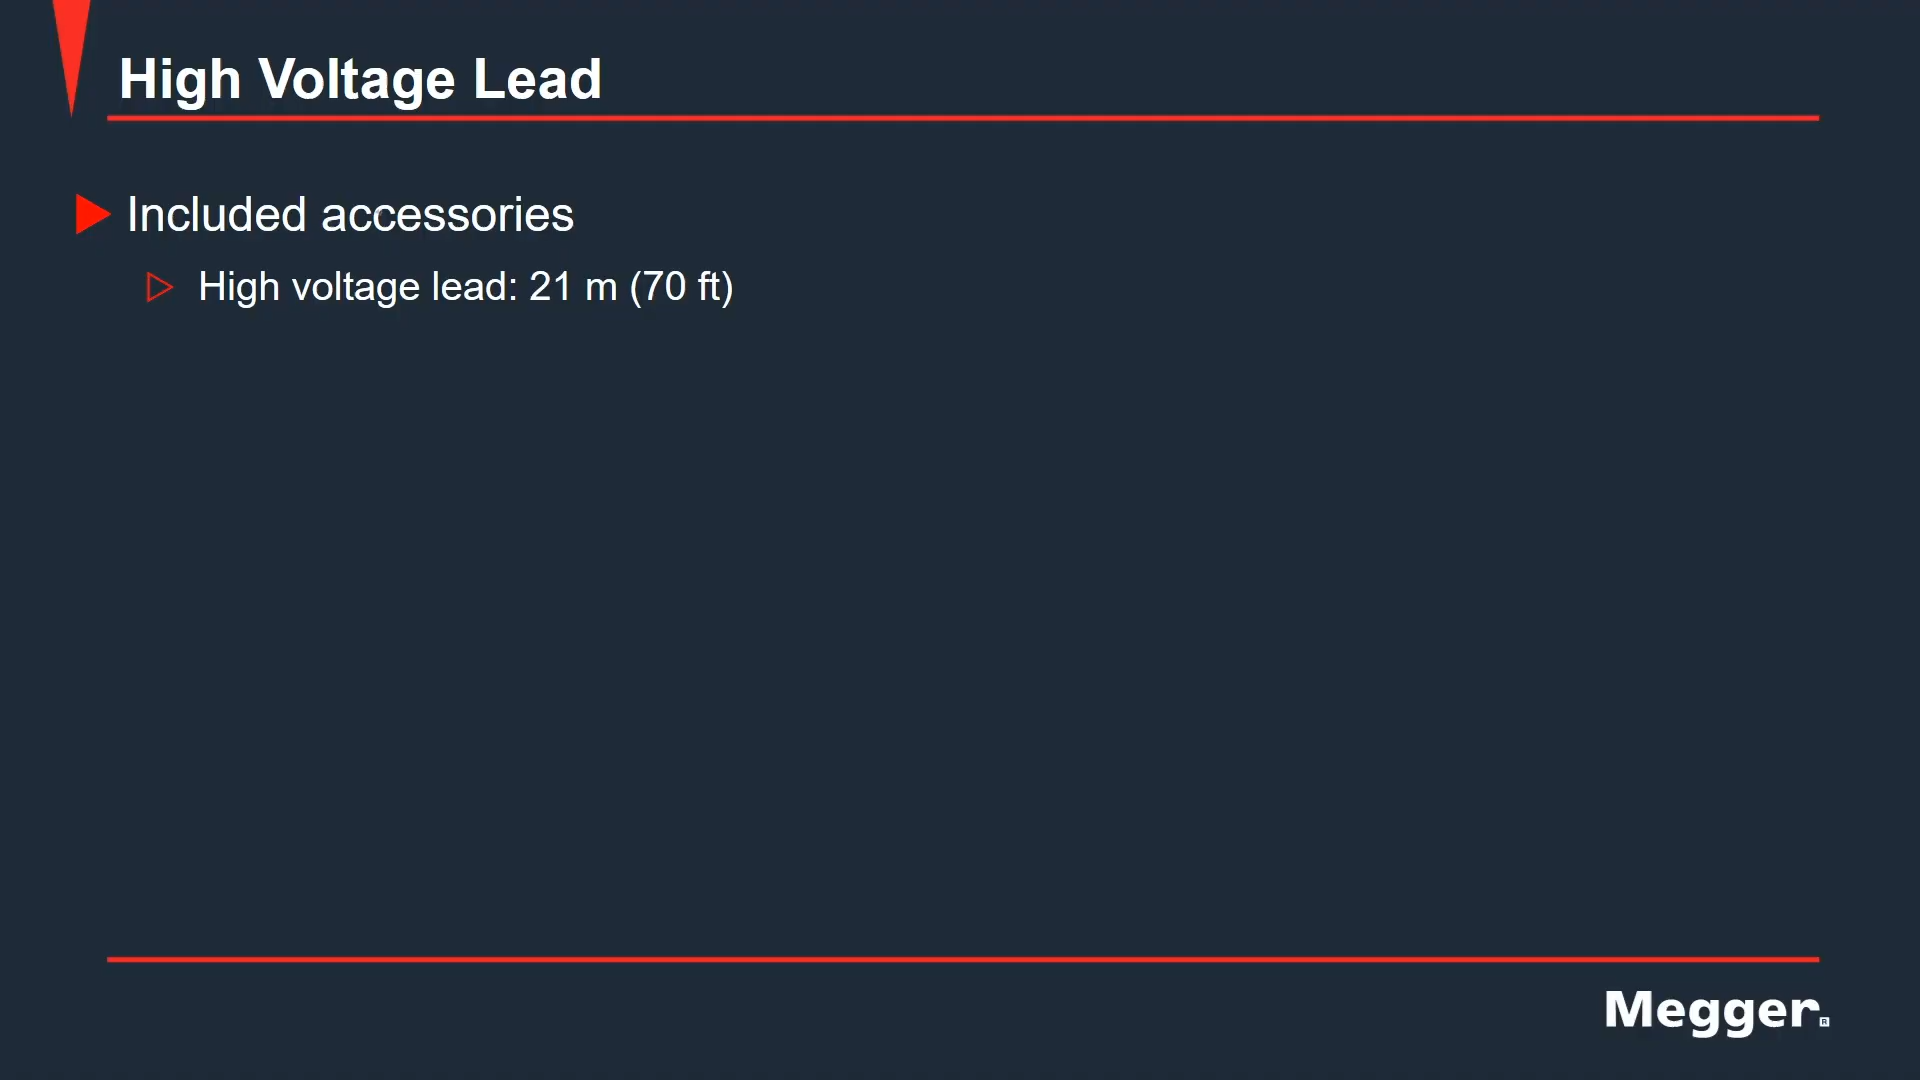 High Voltage Lead
Included accessories
High voltage lead: 21 m (70 ft)
Megger.®